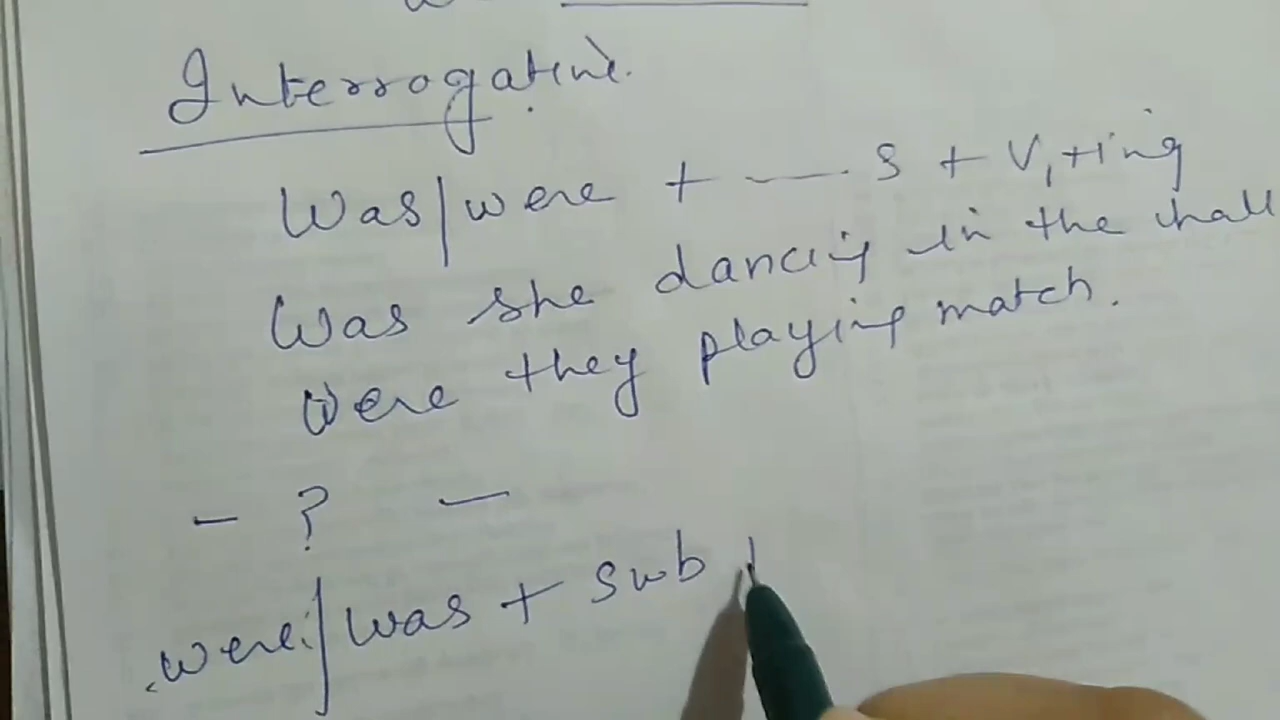 Interrogative.
Was/were + — S + V1+ing
Was she dancing in the hall
Were they playing match.
- ? -
were/was + sub